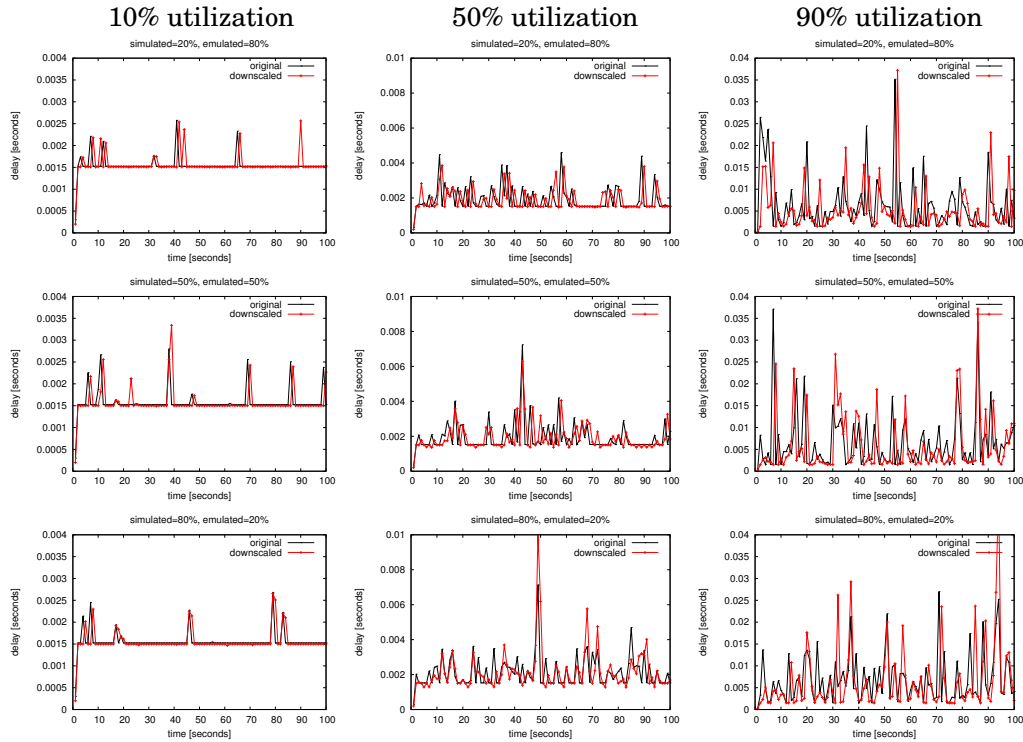 10% utilization
50% utilization
90% utilization
simulated=20%, emulated=80%
0.004
0.0035
0.003
0.0025
0.002
0.0015
0.001
0.0005
0
delay [seconds]
original
downscaled
0 10 20 30 40 50 60 70 80 90 100
time [seconds]
simulated=20%, emulated=80%
0.01
0.008
0.006
0.004
0.002
0
delay [seconds]
original
downscaled
0 10 20 30 40 50 60 70 80 90 100
time [seconds]
simulated=20%, emulated=80%
0.04
0.035
0.03
0.025
0.02
0.015
0.01
0.005
0
delay [seconds]
original
downscaled
0 10 20 30 40 50 60 70 80 90 100
time [seconds]
simulated=50%, emulated=50%
0.004
0.0035
0.003
0.0025
0.002
0.0015
0.001
0.0005
0
delay [seconds]
original
downscaled
0 10 20 30 40 50 60 70 80 90 100
time [seconds]
simulated=50%, emulated=50%
0.01
0.008
0.006
0.004
0.002
0
delay [seconds]
original
downscaled
0 10 20 30 40 50 60 70 80 90 100
time [seconds]
simulated=50%, emulated=50%
0.04
0.035
0.03
0.025
0.02
0.015
0.01
0.005
0
delay [seconds]
original
downscaled
0 10 20 30 40 50 60 70 80 90 100
time [seconds]
simulated=80%, emulated=20%
0.004
0.0035
0.003
0.0025
0.002
0.0015
0.001
0.0005
0
delay [seconds]
original
downscaled
0 10 20 30 40 50 60 70 80 90 100
time [seconds]
simulated=80%, emulated=20%
0.01
0.008
0.006
0.004
0.002
0
delay [seconds]
original
downscaled
0 10 20 30 40 50 60 70 80 90 100
time [seconds]
simulated=80%, emulated=20%
0.04
0.035
0.03
0.025
0.02
0.015
0.01
0.005
0
delay [seconds]
original
downscaled
0 10 20 30 40 50 60 70 80 90 100
time [seconds]